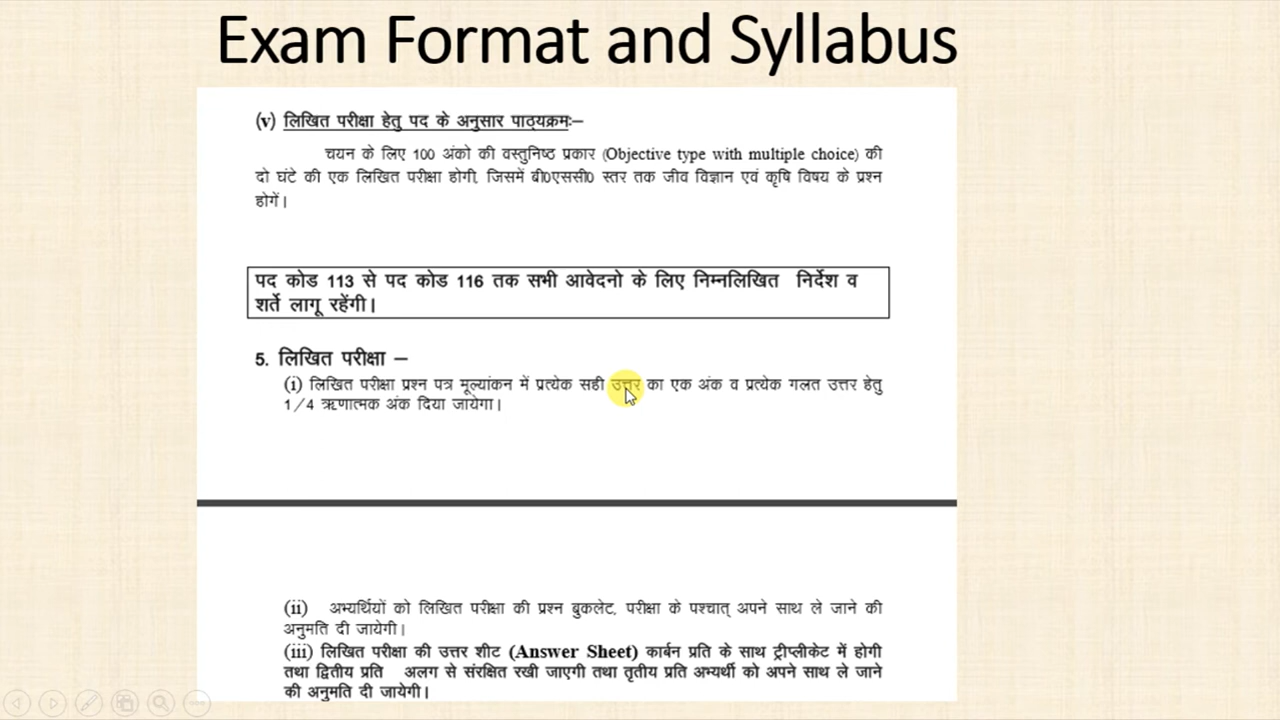 Exam Format and Syllabus
(v) लिखित परीक्षा हेतु पद के अनुसार पाठ्यक्रमः–
चयन के लिए 100 अंको की वस्तुनिष्ठ प्रकार (Objective type with multiple choice) की
दो घंटे की एक लिखित परीक्षा होगी, जिसमें बी0एससी0 स्तर तक जीव विज्ञान एवं कृषि विषय के प्रश्न
होगें।
पद कोड 113 से पद कोड 116 तक सभी आवेदनो के लिए निम्नलिखित निर्देश व
शर्ते लागू रहेंगी।
5. लिखित परीक्षा –
(i) लिखित परीक्षा प्रश्न पत्र मूल्यांकन में प्रत्येक सही उत्तर का एक अंक व प्रत्येक गलत उत्तर हेतु
1/4 ऋणात्मक अंक दिया जायेगा।
(ii) अभ्यर्थियों को लिखित परीक्षा की प्रश्न बुकलेट, परीक्षा के पश्चात् अपने साथ ले जाने की
अनुमति दी जायेगी।
(iii) लिखित परीक्षा की उत्तर शीट (Answer Sheet) कार्बन प्रति के साथ ट्रीप्लीकेट में होगी
तथा द्वितीय प्रति अलग से संरक्षित रखी जाएगी तथा तृतीय प्रति अभ्यर्थी को अपने साथ ले जाने
की अनुमति दी जायेगी।